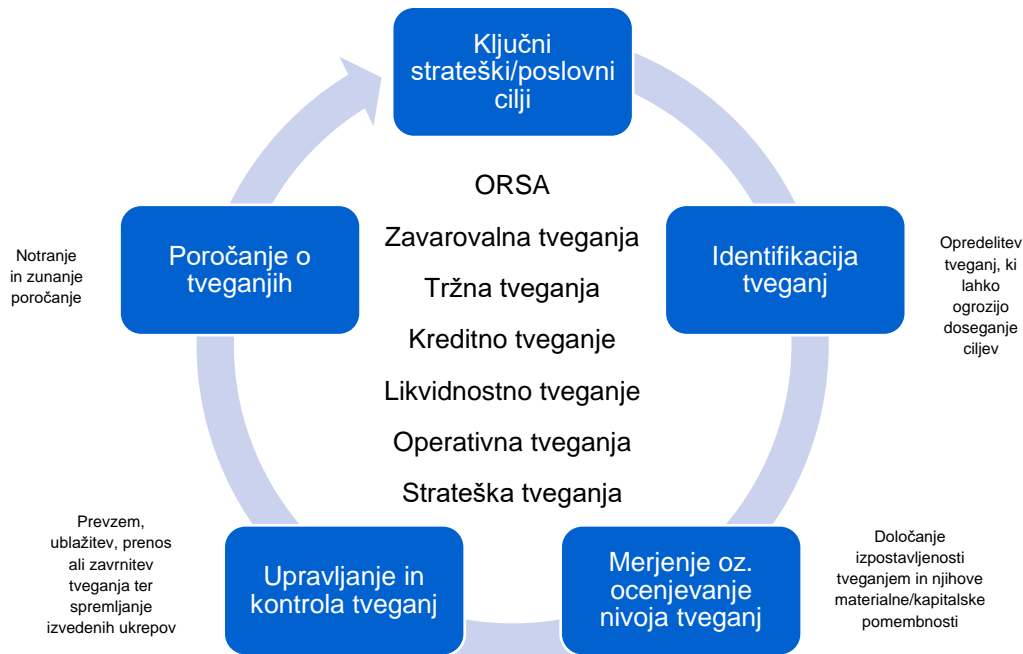 Ključni
strateški/poslovni
cilji
ORSA
Zavarovalna tveganja
Tržna tveganja
Kreditno tveganje
Likvidnostno tveganje
Operativna tveganja
Strateška tveganja
Identifikacija
tveganj
Opredelitev
tveganj, ki
lahko
ogrozijo
doseganje
ciljev
Merjenje oz.
ocenjevanje
nivoja tveganj
Določanje
izpostavljenosti
tveganjem in njihove
materialne/kapitalske
pomembnosti
Upravljanje in
kontrola tveganj
Prevzem,
ublažitev, prenos
ali zavrnitev
tveganja ter
spremljanje
izvedenih ukrepov
Poročanje o
tveganjih
Notranje
in zunanje
poročanje